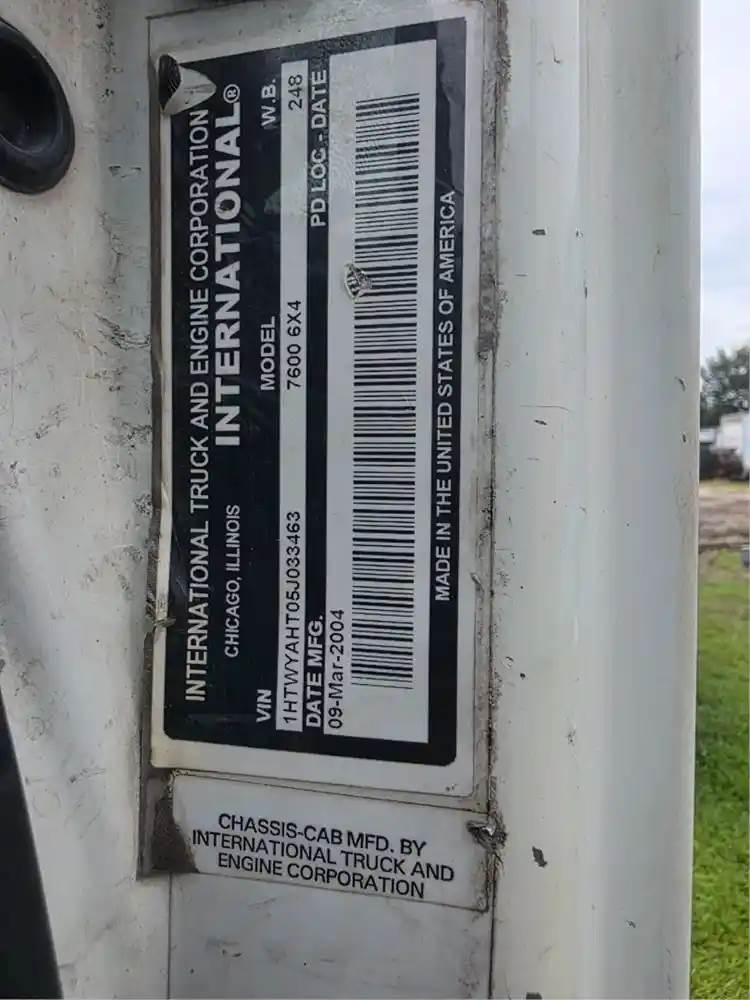 INTERNATIONAL TRUCK AND ENGINE CORPORATION
CHICAGO, ILLINOIS INTERNATIONAL®
VIN MODEL W.B.
1HTWYAHT05J033463 7600 6X4 248
DATE MFG. PD LOC - DATE
09-Mar-2004
MADE IN THE UNITED STATES OF AMERICA
CHASSIS-CAB MFD. BY
INTERNATIONAL TRUCK AND
ENGINE CORPORATION